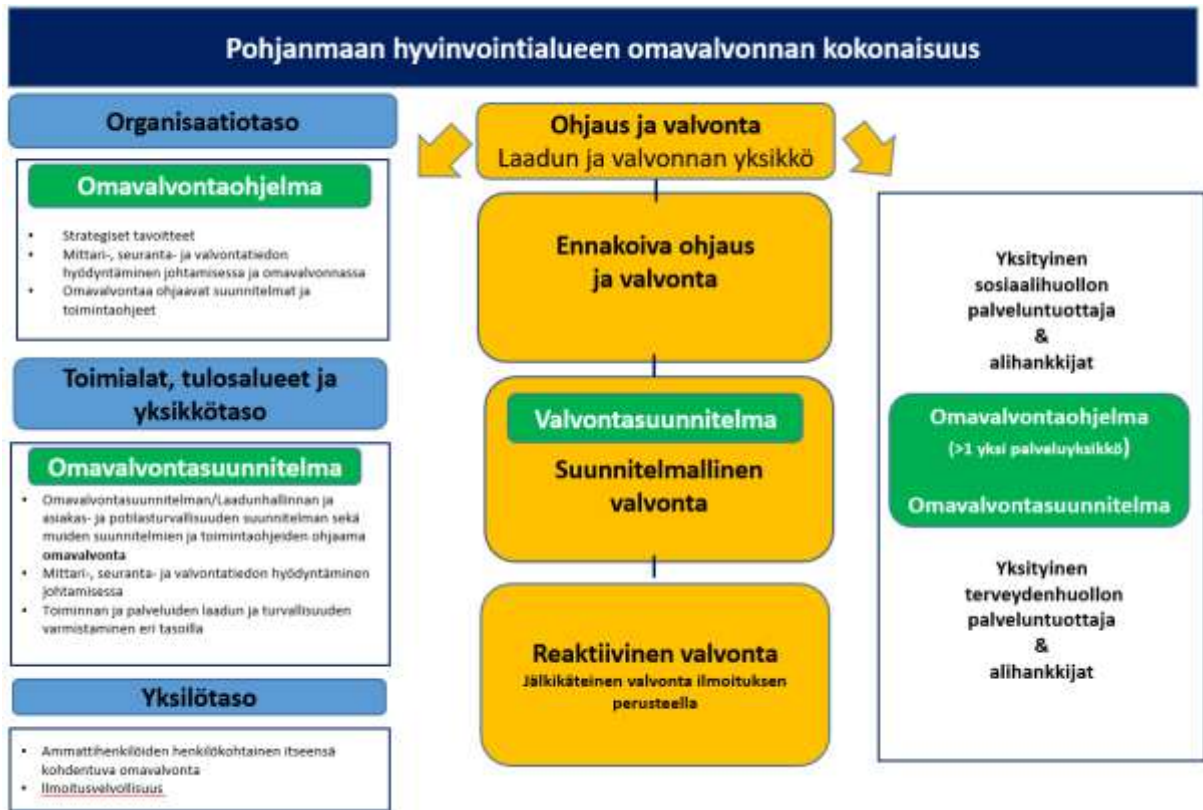 Pohjanmaan hyvinvointialueen omavalvonnan kokonaisuus
Organisaatiotaso
Omavalvontaohjelma
• Strategiset tavoitteet
• Mittari-, seuranta- ja valvontatiedon
hyödyntäminen johtamisessa ja omavalvonnassa
• Omavalvontaa ohjaavat suunnitelmat ja
toimintaohjeet
Toimialat, tulosalueet ja
yksikkötaso
Omavalvontasuunnitelma
• Omavalvontasuunnitelman/Laadunhallinnan ja
asiakas- ja potilasturvallisuuden suunnitelman sekä
muiden suunnitelmien ja toimintaohjeiden ohjaama
omavalvonta
• Mittari-, seuranta- ja valvontatiedon hyödyntäminen
johtamisessa
• Toiminnan ja palveluiden laadun ja turvallisuuden
varmistaminen eri tasoilla
Yksilötaso
• Ammattihenkilöiden henkilökohtainen itseensä
kohdentuva omavalvonta
• Ilmoitusvelvollisuus
Ohjaus ja valvonta
Laadun ja valvonnan yksikkö
Ennakoiva ohjaus
ja valvonta
Valvontasuunnitelma
Suunnitelmallinen
valvonta
Reaktiivinen valvonta
Jälkikäteinen valvonta ilmoituksen
perusteella
Yksityinen
sosiaalihuollon
palveluntuottaja
&
alihankkijat
Omavalvontaohjelma
(>1 yksi palveluyksikkö)
Omavalvontasuunnitelma
Yksityinen
terveydenhuollon
palveluntuottaja
&
alihankkijat